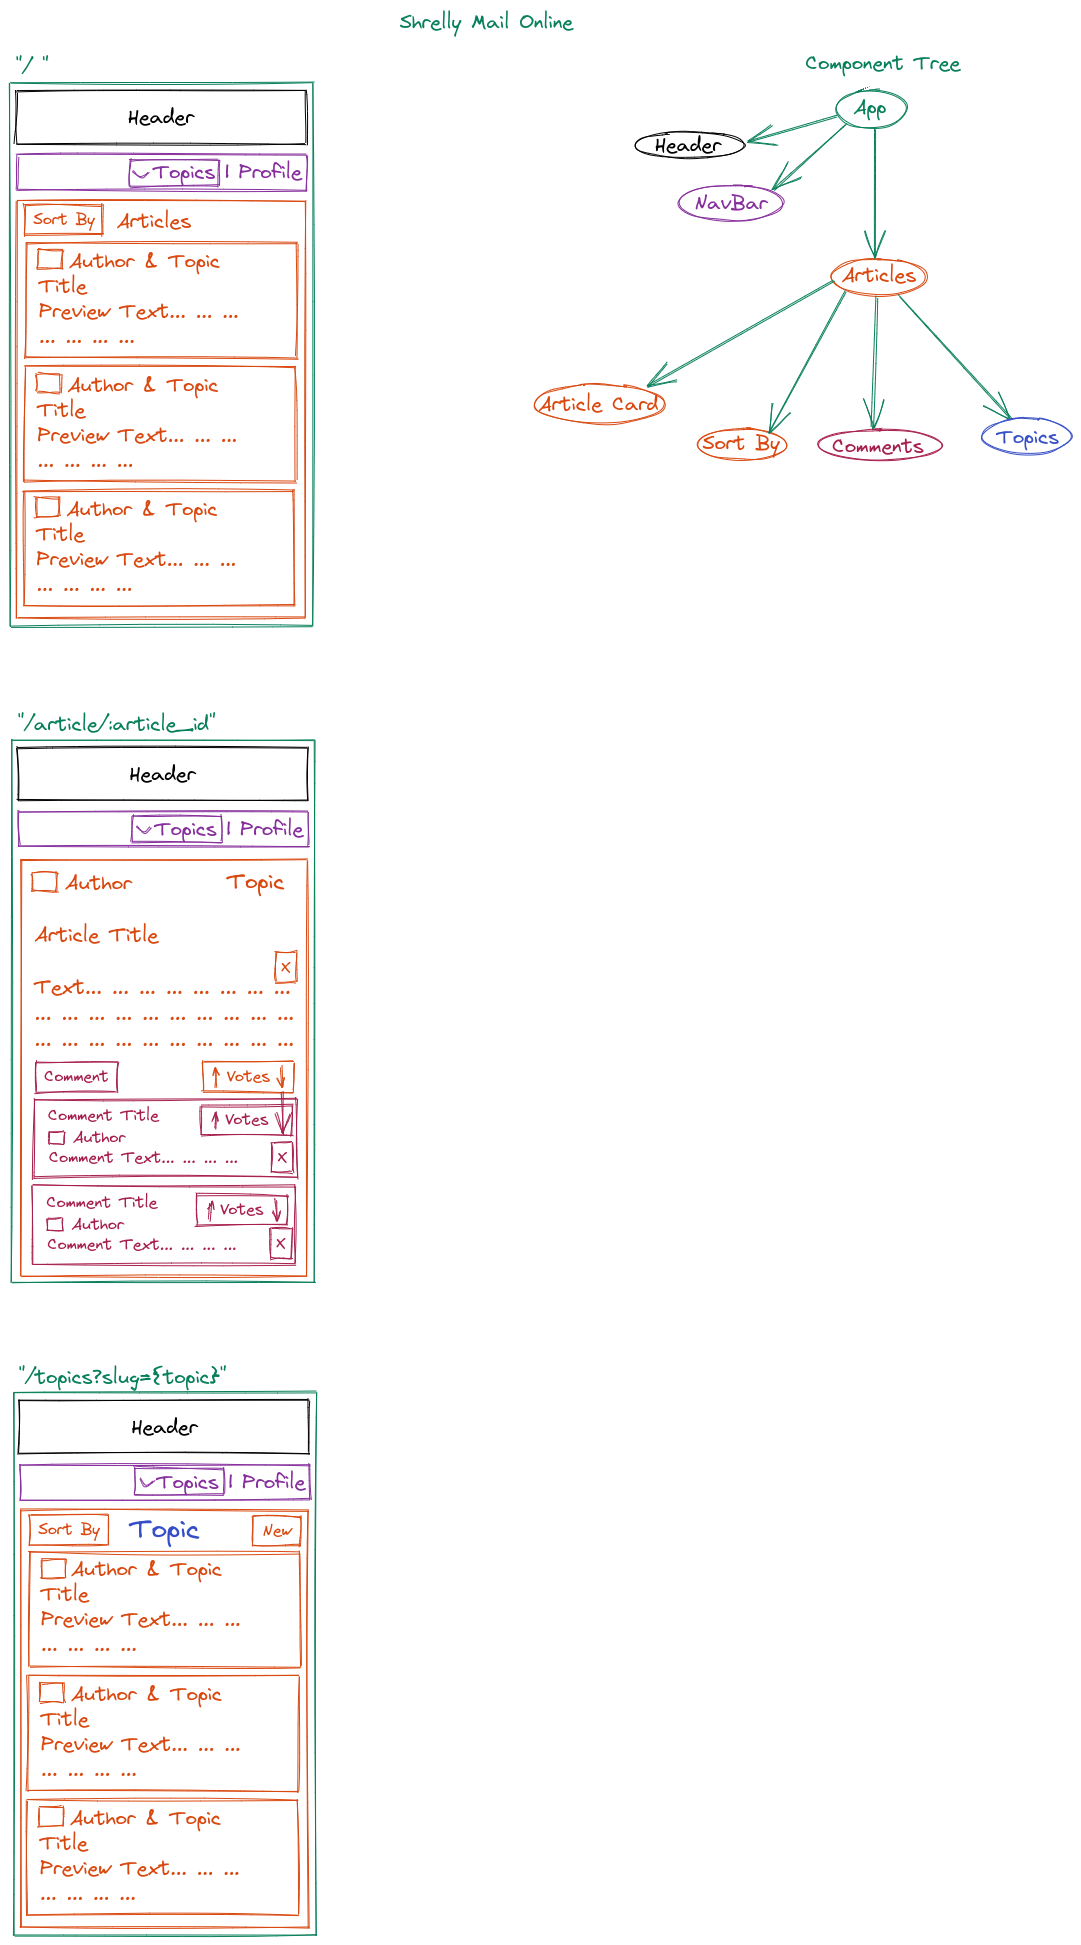 Shrelly Mail Online
"/ "
Header
Topics | Profile
Sort By Articles
Author & Topic
Title
Preview Text... ... ...
... ... ... ...
Author & Topic
Title
Preview Text... ... ...
... ... ... ...
Author & Topic
Title
Preview Text... ... ...
... ... ... ...
Component Tree
App
Header
NavBar
Articles
Article Card
Sort By
Comments
Topics
"/article/:article_id"
Header
Topics | Profile
Author Topic
Article Title
x
Text... ... ... ... ... ... ... ...
... ... ... ... ... ... ... ... ... ...
... ... ... ... ... ... ... ... ... ...
Comment ↑ Votes ↓
Comment Title ↑ Votes ↓
Author
Comment Text... ... ... ... x
Comment Title ↑ Votes ↓
Author
Comment Text... ... ... ... x
"/topics?slug={topic}"
Header
Topics | Profile
Sort By Topic New
Author & Topic
Title
Preview Text... ... ...
... ... ... ...
Author & Topic
Title
Preview Text... ... ...
... ... ... ...
Author & Topic
Title
Preview Text... ... ...
... ... ... ...